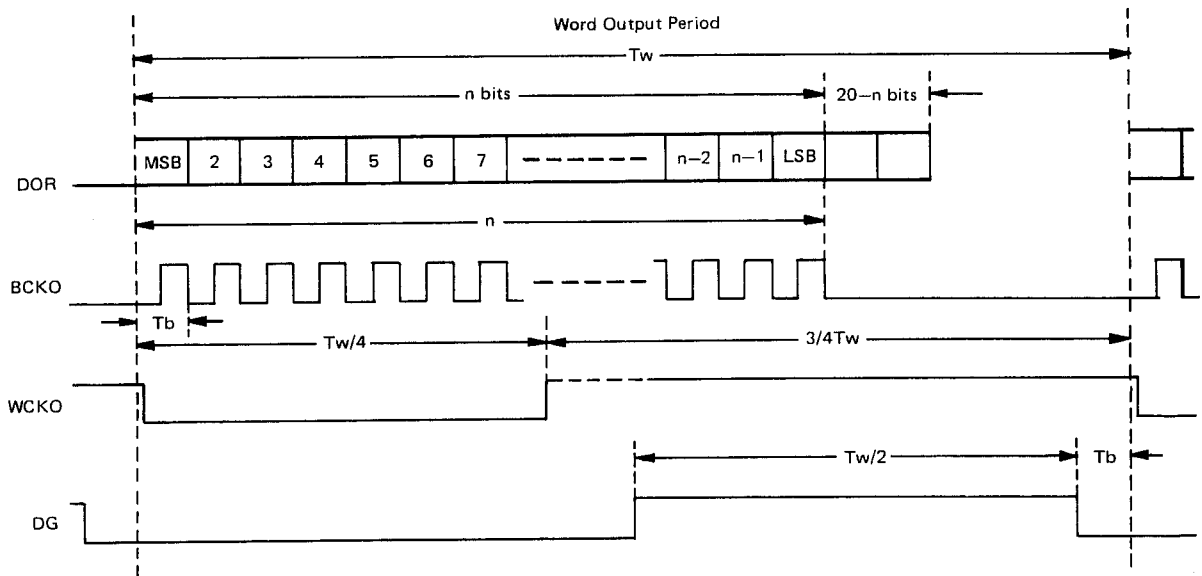 Word Output Period
Tw
n bits
20−n bits
MSB 2 3 4 5 6 7 n−2 n−1 LSB
DOR
n
BCKO
Tb
Tw/4
3/4Tw
WCKO
Tw/2
Tb
DG